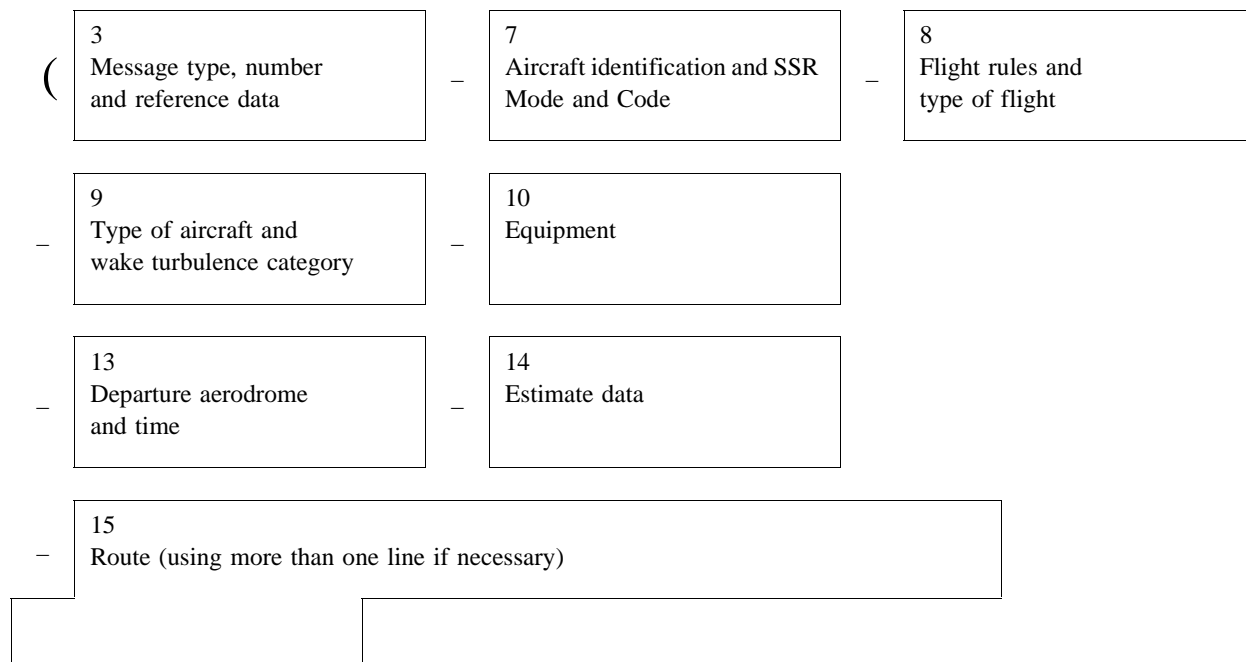 3
Message type, number
and reference data
(
–
7
Aircraft identification and SSR
Mode and Code
–
8
Flight rules and
type of flight
–
9
Type of aircraft and
wake turbulence category
–
10
Equipment
–
13
Departure aerodrome
and time
–
14
Estimate data
–
15
Route (using more than one line if necessary)